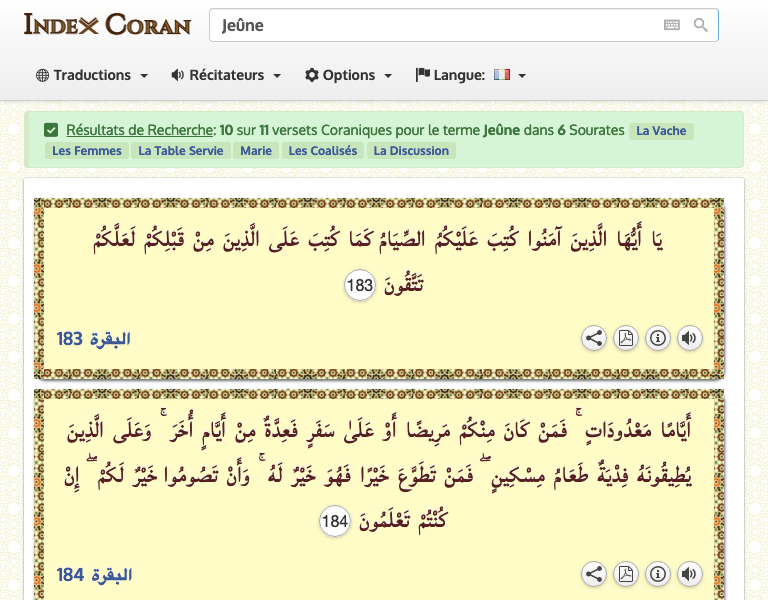 INDEX CORAN
Jeûne
Traductions Récitateurs Options Langue:
Résultats de Recherche: 10 sur 11 versets Coraniques pour le terme Jeûne dans 6 Sourates La Vache
Les Femmes La Table Servie Marie Les Coalisés La Discussion
يَا أَيُّهَا الَّذِينَ آمَنُوا كُتِبَ عَلَيْكُمُ الصِّيَامُ كَمَا كُتِبَ عَلَى الَّذِينَ مِنْ قَبْلِكُمْ لَعَلَّكُمْ
تَتَّقُونَ 183
البقرة 183
أَيَّامًا مَعْدُودَاتٍ ۚ فَمَنْ كَانَ مِنْكُمْ مَرِيضًا أَوْ عَلَىٰ سَفَرٍ فَعِدَّةٌ مِنْ أَيَّامٍ أُخَرَ ۚ وَعَلَى الَّذِينَ
يُطِيقُونَهُ فِدْيَةٌ طَعَامُ مِسْكِينٍ ۖ فَمَنْ تَطَوَّعَ خَيْرًا فَهُوَ خَيْرٌ لَهُ ۚ وَأَنْ تَصُومُوا خَيْرٌ لَكُمْ ۖ إِنْ
كُنْتُمْ تَعْلَمُونَ 184
البقرة 184